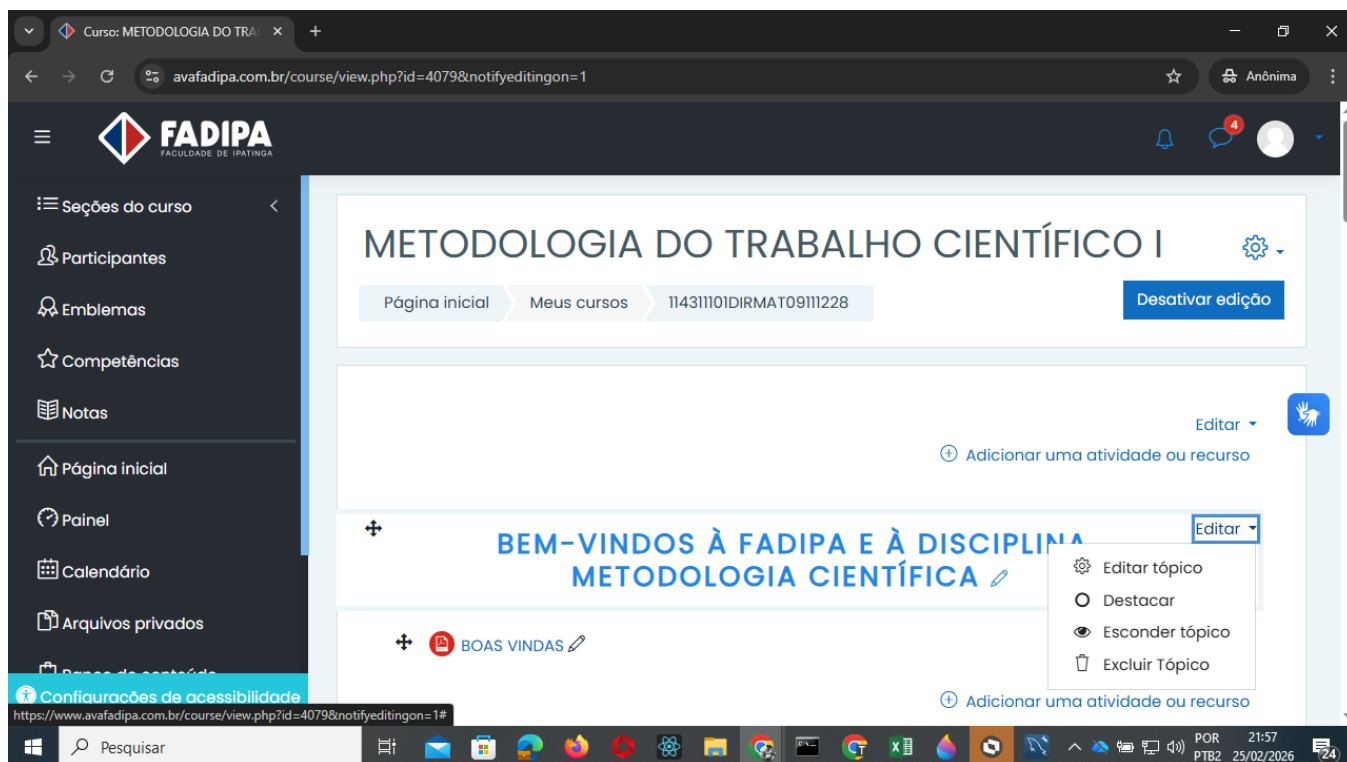 Curso: METODOLOGIA DO TRA
avafadipa.com.br/course/view.php?id=4079&notifyeditingon=1
Anônima
FADIPA
FACULDADE DE IPATINGA
4
Seções do curso
Participantes
Emblemas
Competências
Notas
Página inicial
Painel
Calendário
Arquivos privados
Banco de conteúdo
Configurações de acessibilidade
https://www.avafadipa.com.br/course/view.php?id=4079&notifyeditingon=1#
METODOLOGIA DO TRABALHO CIENTÍFICO I
Página inicial Meus cursos 114311101DIRMAT09111228
Desativar edição
Editar
Adicionar uma atividade ou recurso
BEM-VINDOS À FADIPA E À DISCIPLINA
METODOLOGIA CIENTÍFICA
Editar
Editar tópico
Destacar
Esconder tópico
Excluir Tópico
BOAS VINDAS
Adicionar uma atividade ou recurso
Pesquisar
POR
PTB2
21:57
25/02/2026
24